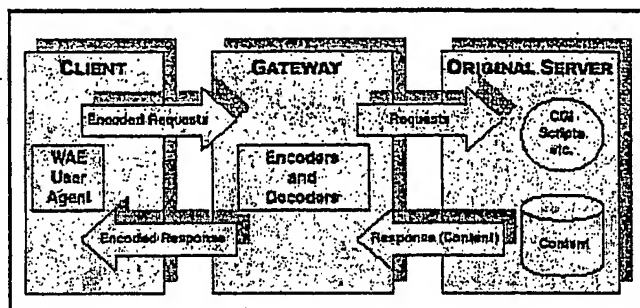 CLIENT
GATEWAY
ORIGINAL SERVER
Encoded Requests
Requests
CGI
Scripts,
etc.
WAE
User
Agent
Encoders
and
Decoders
Encoded Response
Response (Content)
Content